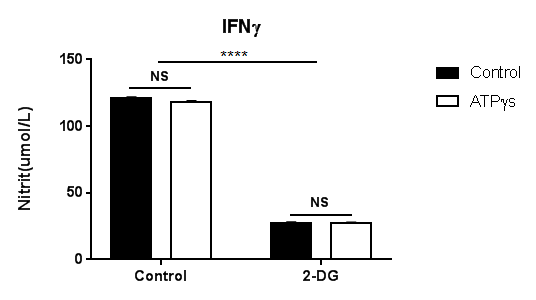 IFNγ
****
NS
NS
150
100
50
0
Nitrit(umol/L)
Control
2-DG
Control
ATPγs